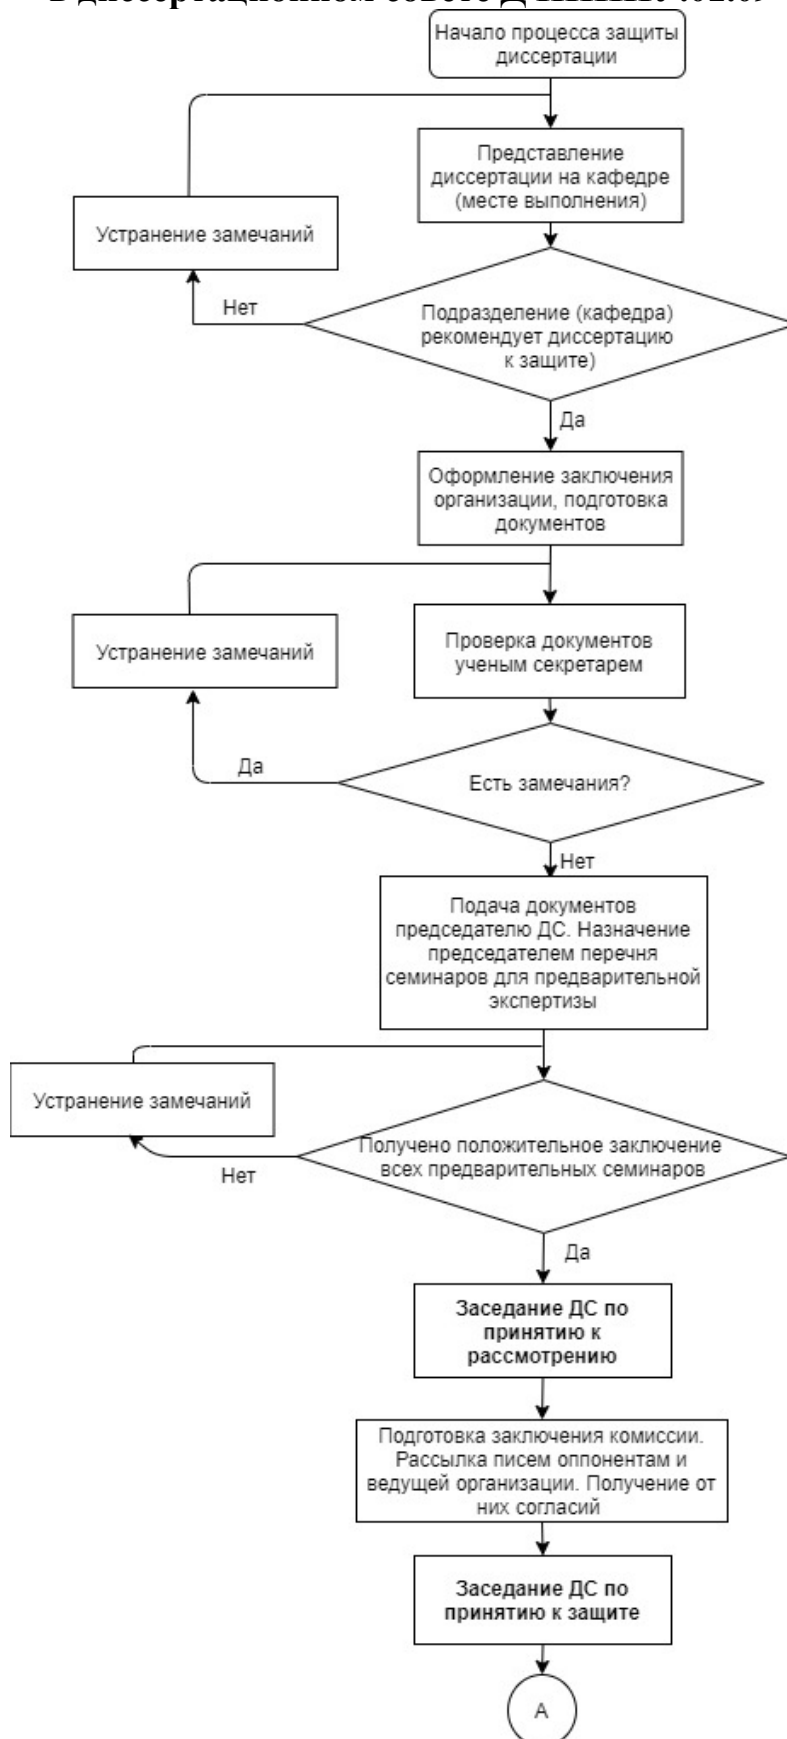 в диссертационном совете
Начало процесса защиты
диссертации
Представление
диссертации на кафедре
(месте выполнения)
Устранение замечаний
Нет
Подразделение (кафедра)
рекомендует диссертацию
к защите)
Да
Оформление заключения
организации, подготовка
документов
Устранение замечаний
Проверка документов
ученым секретарем
Да
Есть замечания?
Нет
Подача документов
председателю ДС. Назначение
председателем перечня
семинаров для предварительной
экспертизы
Устранение замечаний
Получено положительное заключение
всех предварительных семинаров
Нет
Да
Заседание ДС по
принятию к
рассмотрению
Подготовка заключения комиссии.
Рассылка писем оппонентам и
ведущей организации. Получение от
них согласий
Заседание ДС по
принятию к защите
А